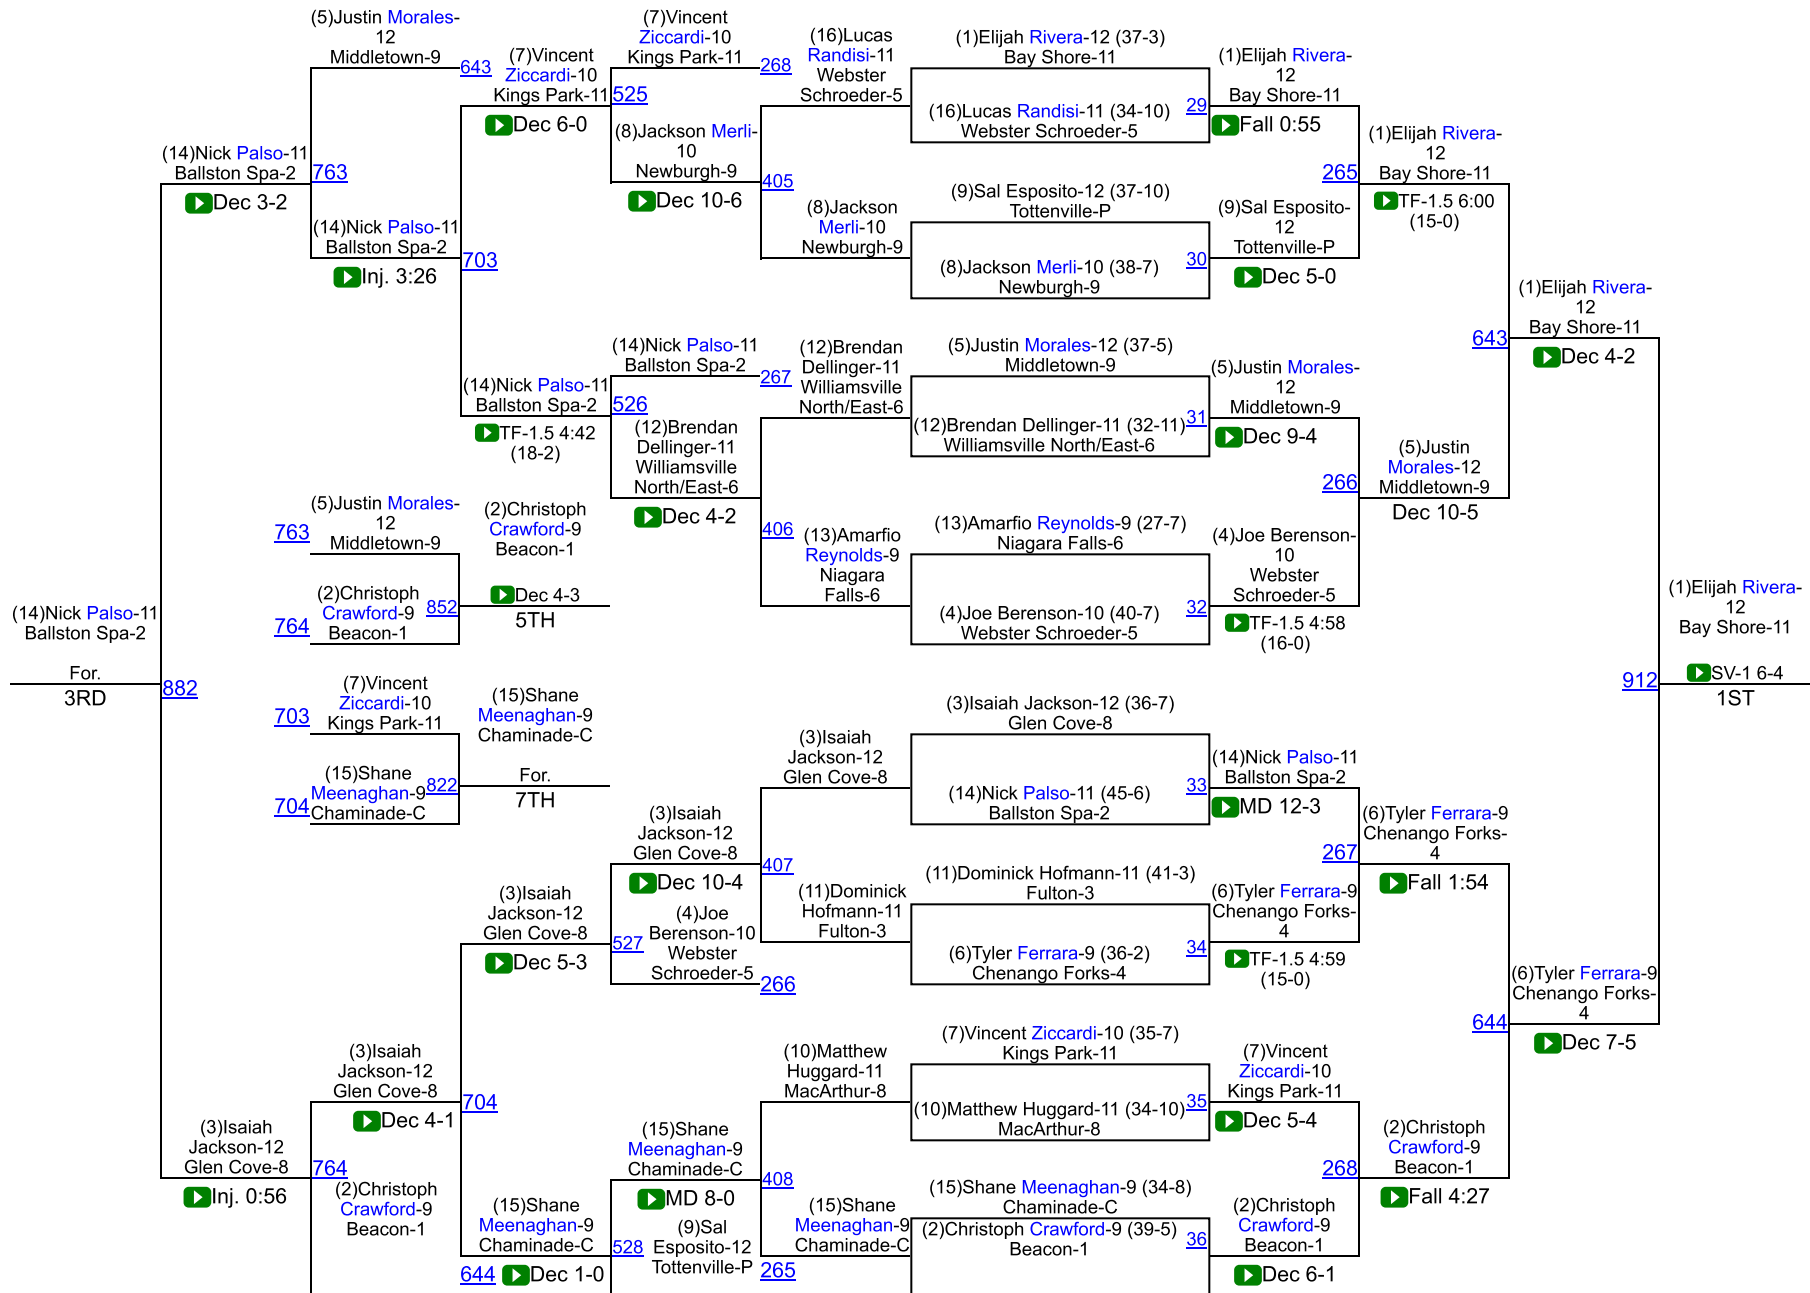 (5)Justin Morales-
12
Middletown-9
643
(14)Nick Palso-11
Ballston Spa-2
763
Dec 3-2
(14)Nick Palso-11
Ballston Spa-2
Inj. 3:26
703
(7)Vincent
Ziccardi-10
Kings Park-11
Dec 6-0
525
(7)Vincent
Ziccardi-10
Kings Park-11
268
(8)Jackson Merli-
10
Newburgh-9
Dec 10-6
405
(16)Lucas
Randisi-11
Webster
Schroeder-5
(8)Jackson
Merli-10
Newburgh-9
(1)Elijah Rivera-12 (37-3)
Bay Shore-11
(16)Lucas Randisi-11 (34-10)
Webster Schroeder-5
29
(9)Sal Esposito-12 (37-10)
Tottenville-P
(8)Jackson Merli-10 (38-7)
Newburgh-9
30
(1)Elijah Rivera-
12
Bay Shore-11
Fall 0:55
265
(9)Sal Esposito-
12
Tottenville-P
Dec 5-0
(1)Elijah Rivera-
12
Bay Shore-11
TF-1.5 6:00
(15-0)
(1)Elijah Rivera-
12
Bay Shore-11
643
Dec 4-2
(14)Nick Palso-11
Ballston Spa-2
TF-1.5 4:42
(18-2)
526
(14)Nick Palso-11
Ballston Spa-2
267
(12)Brendan
Dellinger-11
Williamsville
North/East-6
Dec 4-2
406
(12)Brendan
Dellinger-11
Williamsville
North/East-6
(13)Amarfio
Reynolds-9
Niagara
Falls-6
(5)Justin Morales-12 (37-5)
Middletown-9
(12)Brendan Dellinger-11 (32-11)
Williamsville North/East-6
31
(13)Amarfio Reynolds-9 (27-7)
Niagara Falls-6
(4)Joe Berenson-10 (40-7)
Webster Schroeder-5
32
(5)Justin Morales-
12
Middletown-9
Dec 9-4
266
(4)Joe Berenson-
10
Webster
Schroeder-5
TF-1.5 4:58
(16-0)
(5)Justin
Morales-12
Middletown-9
Dec 10-5
763
(5)Justin Morales-
12
Middletown-9
764
(2)Christoph
Crawford-9
Beacon-1
852
(2)Christoph
Crawford-9
Beacon-1
Dec 4-3
5TH
(14)Nick Palso-11
Ballston Spa-2
For.
3RD
882
703
(7)Vincent
Ziccardi-10
Kings Park-11
704
(15)Shane
Meenaghan-9
Chaminade-C
822
(15)Shane
Meenaghan-9
Chaminade-C
For.
7TH
(1)Elijah Rivera-
12
Bay Shore-11
912
SV-1 6-4
1ST
(3)Isaiah
Jackson-12
Glen Cove-8
(3)Isaiah Jackson-12 (36-7)
Glen Cove-8
(14)Nick Palso-11 (45-6)
Ballston Spa-2
33
(14)Nick Palso-11
Ballston Spa-2
MD 12-3
(3)Isaiah
Jackson-12
Glen Cove-8
Dec 10-4
407
(11)Dominick
Hofmann-11
Fulton-3
(11)Dominick Hofmann-11 (41-3)
Fulton-3
(6)Tyler Ferrara-9 (36-2)
Chenango Forks-4
34
267
(6)Tyler Ferrara-9
Chenango Forks-
4
TF-1.5 4:59
(15-0)
(6)Tyler Ferrara-9
Chenango Forks-
4
Fall 1:54
(3)Isaiah
Jackson-12
Glen Cove-8
Dec 5-3
527
(4)Joe
Berenson-10
Webster
Schroeder-5
266
(6)Tyler Ferrara-9
Chenango Forks-
4
644
Dec 7-5
(3)Isaiah
Jackson-12
Glen Cove-8
Dec 4-1
704
(10)Matthew
Huggard-11
MacArthur-8
(7)Vincent Ziccardi-10 (35-7)
Kings Park-11
(10)Matthew Huggard-11 (34-10)
MacArthur-8
35
(7)Vincent
Ziccardi-10
Kings Park-11
Dec 5-4
(3)Isaiah
Jackson-12
Glen Cove-8
Inj. 0:56
764
(2)Christoph
Crawford-9
Beacon-1
644
(15)Shane
Meenaghan-9
Chaminade-C
Dec 1-0
528
(15)Shane
Meenaghan-9
Chaminade-C
MD 8-0
408
(9)Sal
Esposito-12
Tottenville-P
265
(15)Shane
Meenaghan-9
Chaminade-C
(15)Shane Meenaghan-9 (34-8)
Chaminade-C
(2)Christoph Crawford-9 (39-5)
Beacon-1
36
268
(2)Christoph
Crawford-9
Beacon-1
Dec 6-1
(2)Christoph
Crawford-9
Beacon-1
Fall 4:27